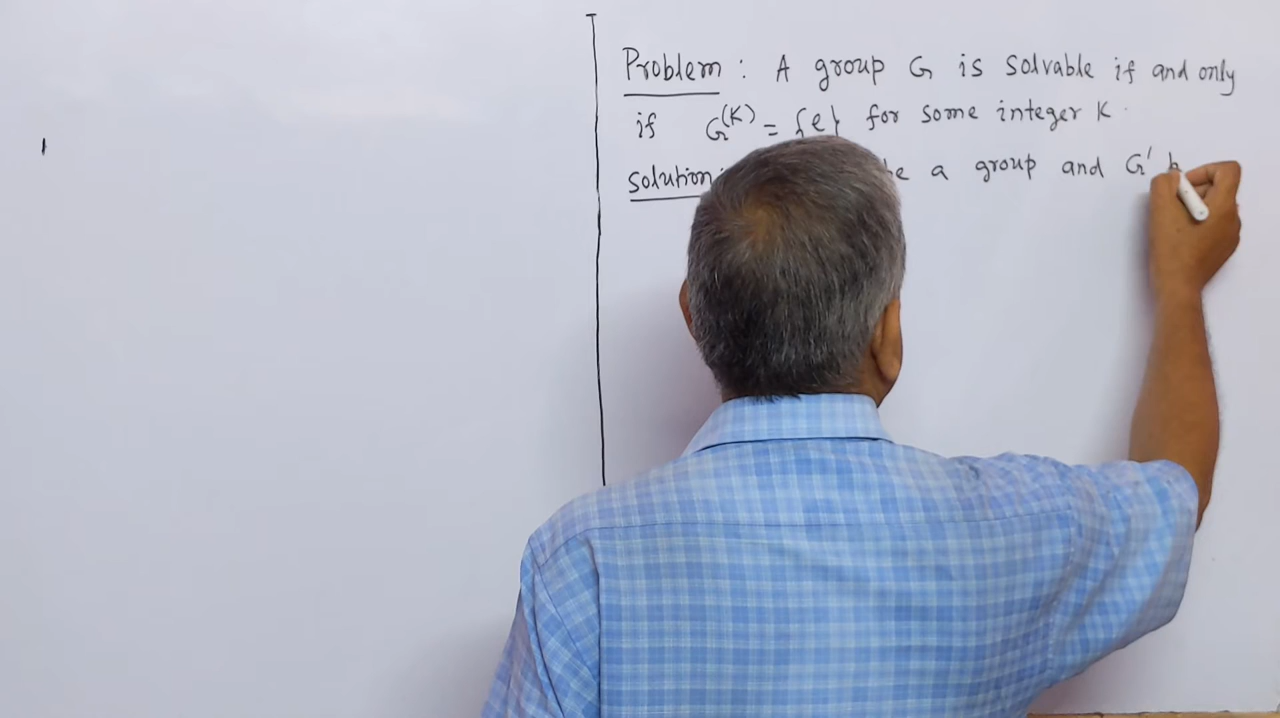 Problem : A group G is solvable if and only
if G^(K) = {e} for some integer K.
solution: a group and G'